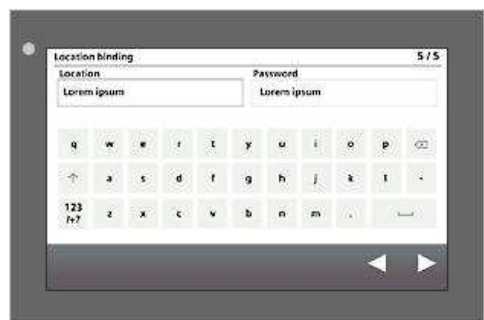 Location binding 5 / 5
Location Password
Lorem ipsum Lorem ipsum
q w e r t y u i o p
a s d f g h j k l -
123
/+? z x c v b n m .